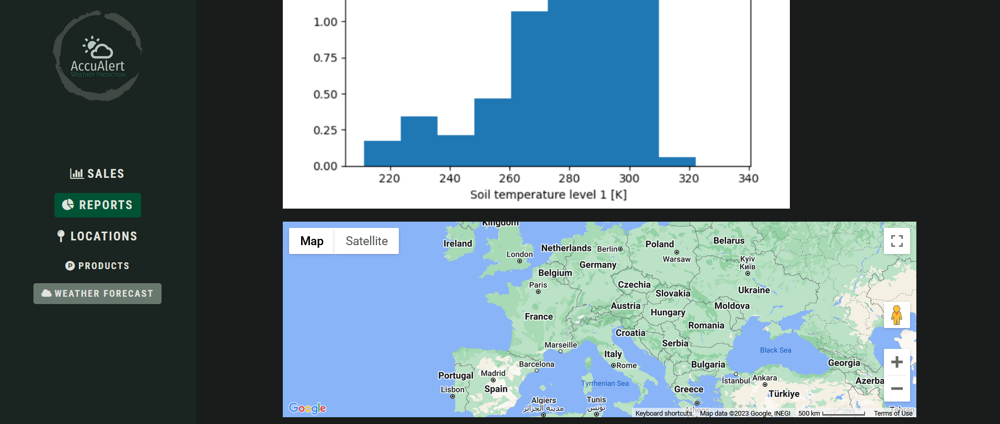 AccuAlert
Weather Prediction
SALES
REPORTS
LOCATIONS
PRODUCTS
WEATHER FORECAST
1.00
0.75
0.50
0.25
0.00
220 240 260 280 300 320 340
Soil temperature level 1 [K]
Map Satellite
Kingdom
Ireland
London
Netherlands
Berlin
Poland
Warsaw
Belarus
Kyiv
Київ
Germany
Belgium
Paris
Czechia
Slovakia
Ukraine
Austria
Hungary
Moldova
France
Romania
Croatia
Serbia
Marseille
Italy
Rome
Black Sea
Barcelona
Bulgaria
Georgia
Portugal
Madrid
Lisbon
Spain
Tyrrhenian Sea
İstanbul
Ankara
Azerba
Greece
Türkiye
Algiers
مدينة الجزائر
Tunis
تونس
Athens
Tehran
Google
Keyboard shortcuts Map data ©2023 Google, INEGI 500 km Terms of Use